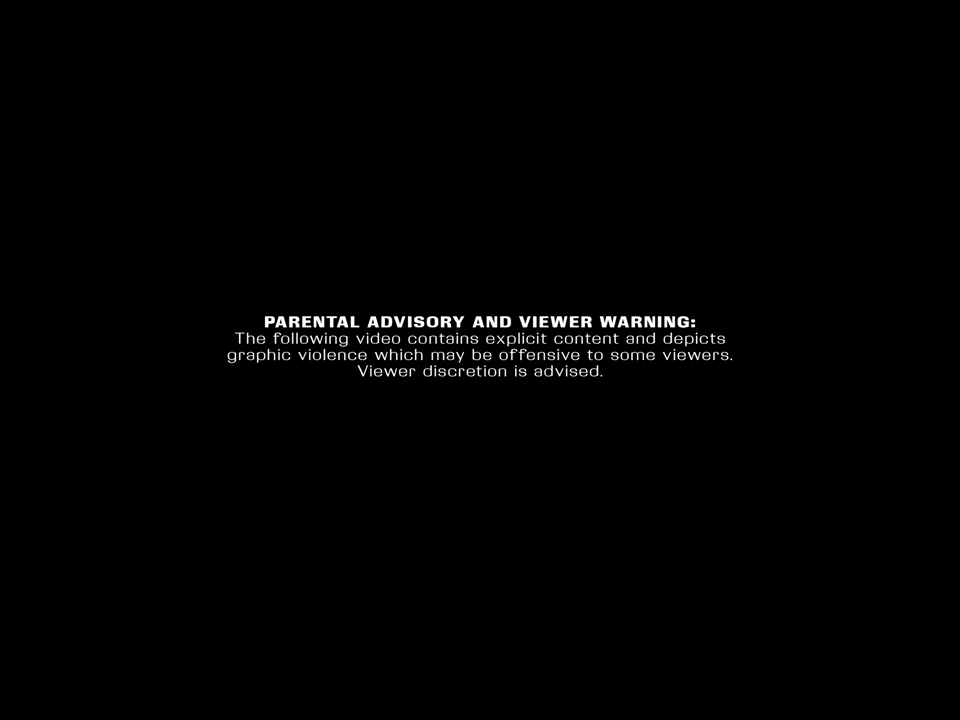 PARENTAL ADVISORY AND VIEWER WARNING:
The following video contains explicit content and depicts
graphic violence which may be offensive to some viewers.
Viewer discretion is advised.